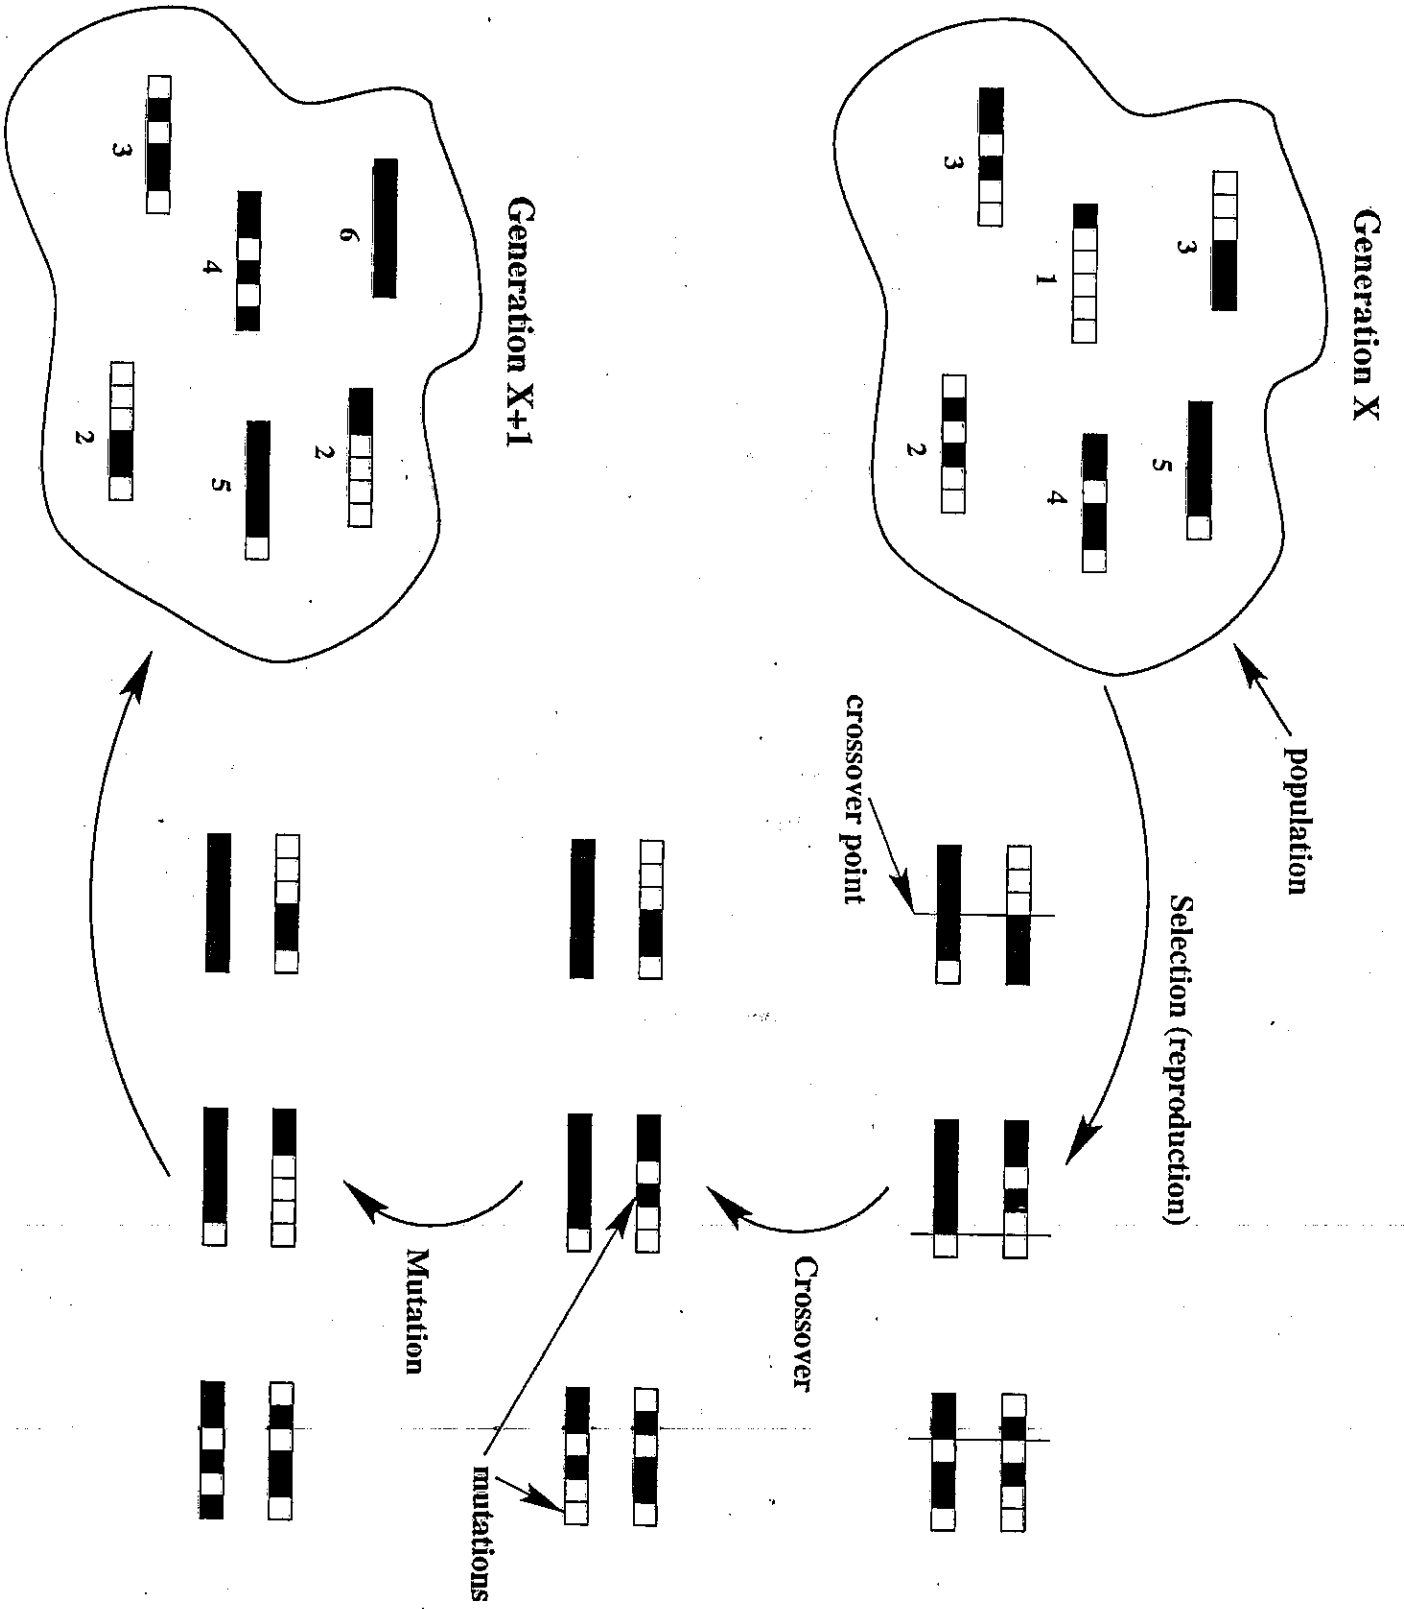 Generation X
population
3
5
1
4
3
2
Selection (reproduction)
crossover point
Crossover
mutations
Mutation
Generation X+1
6
2
4
5
3
2